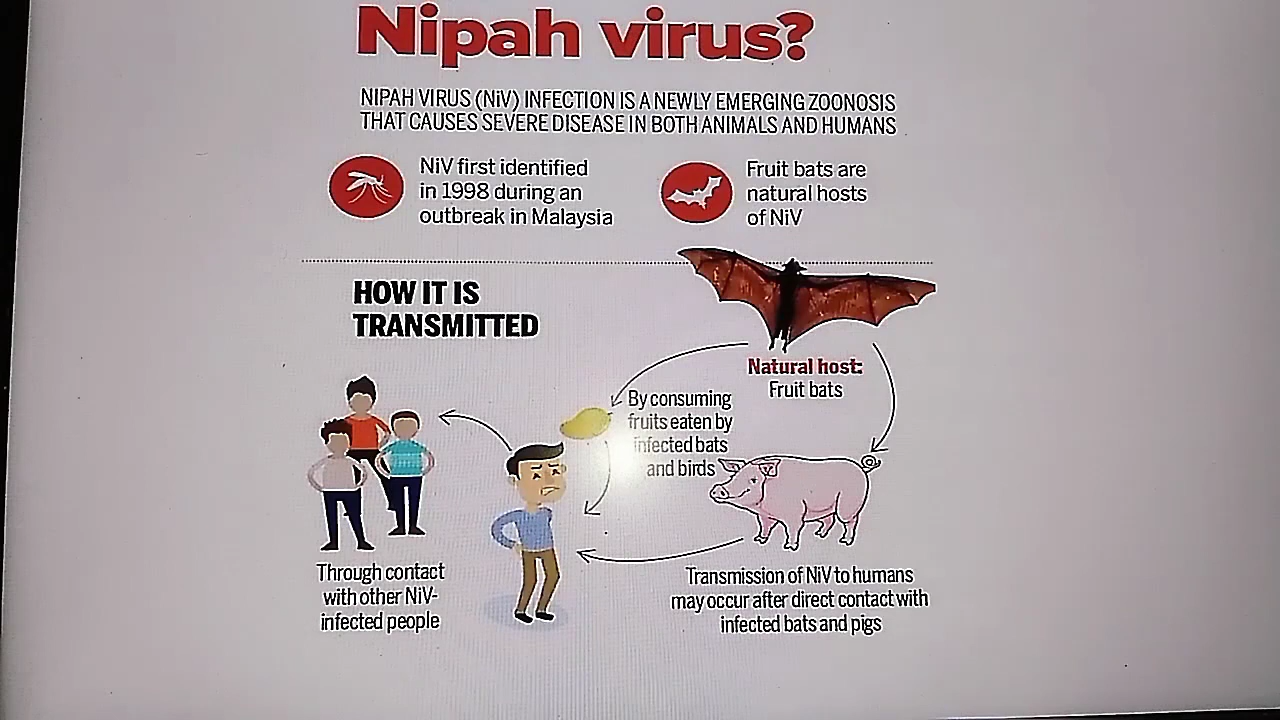 Nipah virus?
NIPAH VIRUS (NiV) INFECTION IS A NEWLY EMERGING ZOONOSIS
THAT CAUSES SEVERE DISEASE IN BOTH ANIMALS AND HUMANS
NiV first identified
in 1998 during an
outbreak in Malaysia
Fruit bats are
natural hosts
of NiV
HOW IT IS
TRANSMITTED
Natural host:
Fruit bats
By consuming
fruits eaten by
infected bats
and birds
Through contact
with other NiV-
infected people
Transmission of NiV to humans
may occur after direct contact with
infected bats and pigs